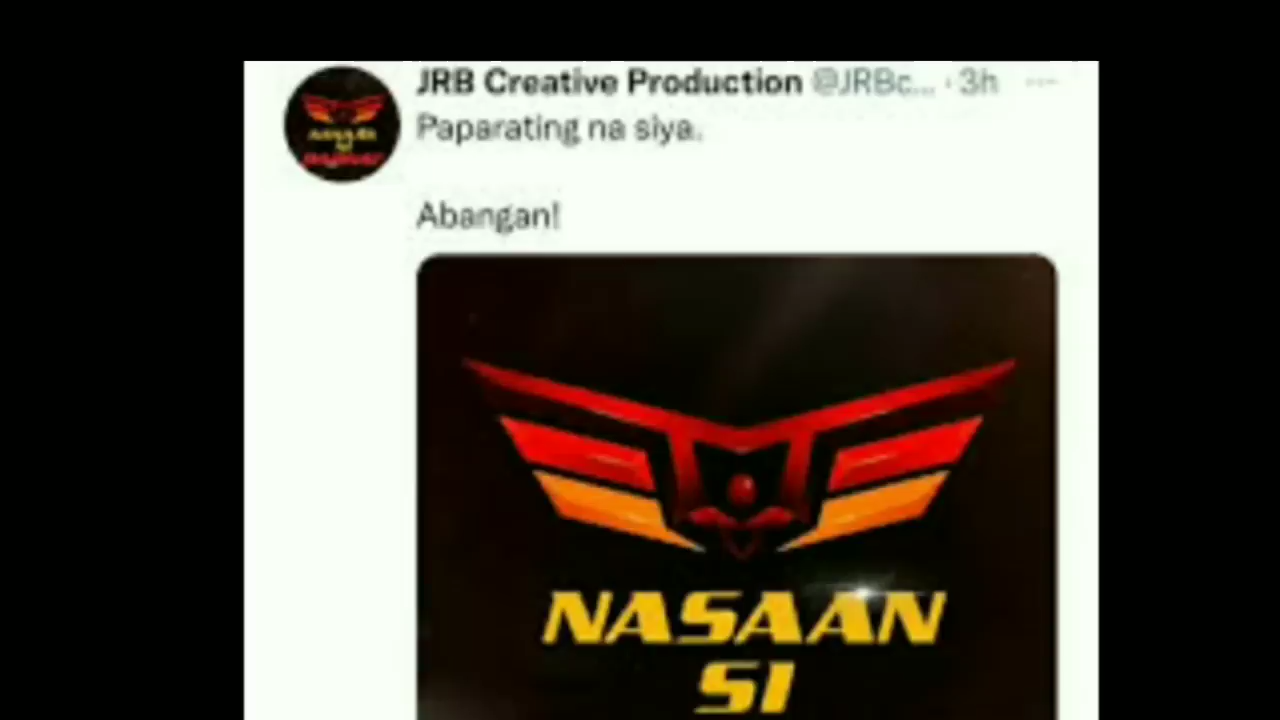 JRB Creative Production @JRBc... · 3h
Paparating na siya.
Abangan!
NASAAN
SI